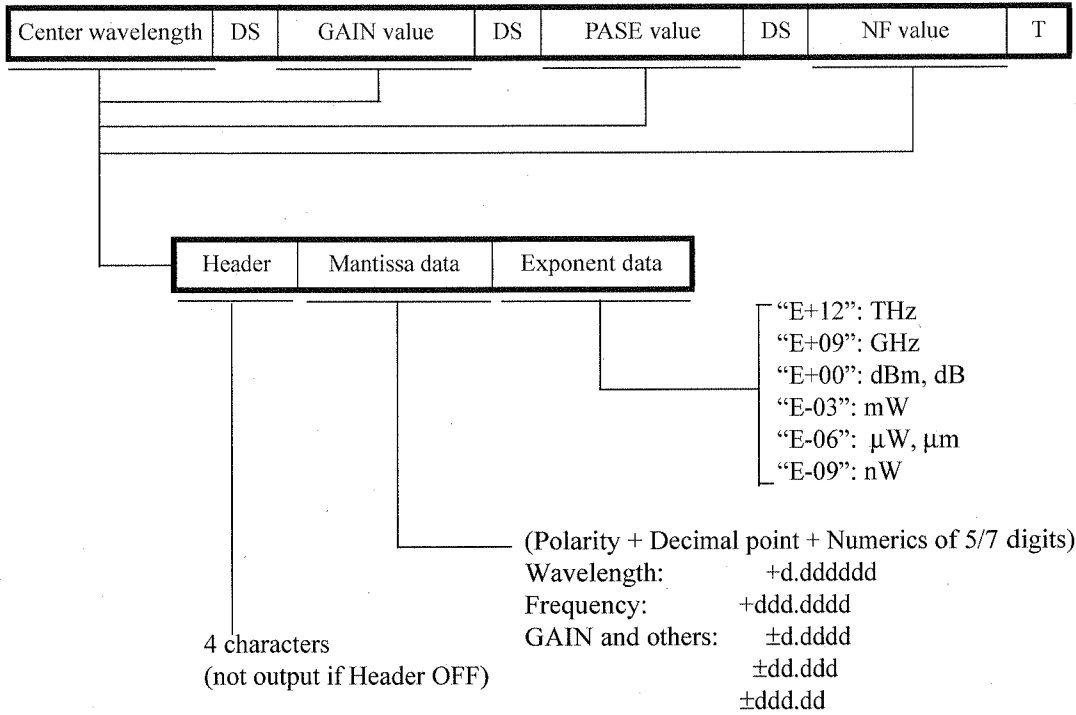 Center wavelength DS GAIN value DS PASE value DS NF value T
Header Mantissa data Exponent data
“E+12”: THz
“E+09”: GHz
“E+00”: dBm, dB
“E-03”: mW
“E-06”: μW, μm
“E-09”: nW
(Polarity + Decimal point + Numerics of 5/7 digits)
Wavelength: +d.dddddd
Frequency: +ddd.dddd
GAIN and others: ±d.dddd
±dd.ddd
±ddd.dd
4 characters
(not output if Header OFF)